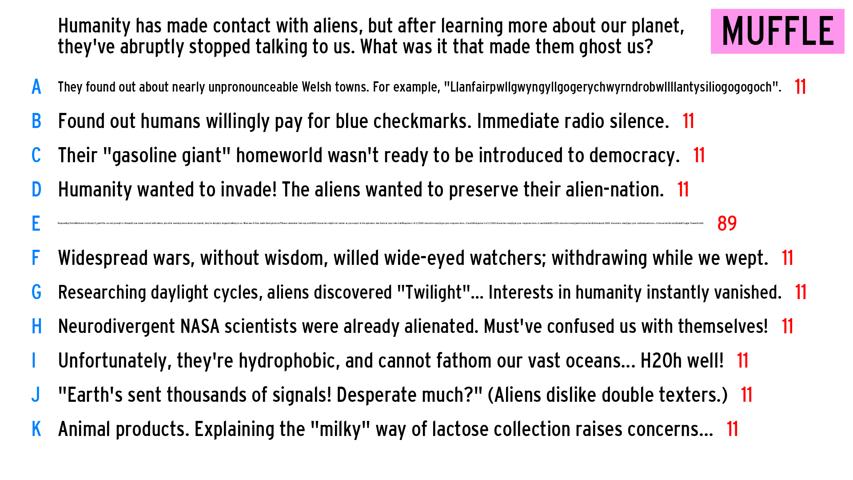 Humanity has made contact with aliens, but after learning more about our planet,
they've abruptly stopped talking to us. What was it that made them ghost us?
MUFFLE
A They found out about nearly unpronounceable Welsh towns. For example, "Llanfairpwllgwyngyllgogerychwyrndrobwllllantysiliogogogoch". 11
B Found out humans willingly pay for blue checkmarks. Immediate radio silence. 11
C Their "gasoline giant" homeworld wasn't ready to be introduced to democracy. 11
D Humanity wanted to invade! The aliens wanted to preserve their alien-nation. 11
E 89
F Widespread wars, without wisdom, willed wide-eyed watchers; withdrawing while we wept. 11
G Researching daylight cycles, aliens discovered "Twilight"... Interests in humanity instantly vanished. 11
H Neurodivergent NASA scientists were already alienated. Must've confused us with themselves! 11
I Unfortunately, they're hydrophobic, and cannot fathom our vast oceans... H2Oh well! 11
J "Earth's sent thousands of signals! Desperate much?" (Aliens dislike double texters.) 11
K Animal products. Explaining the "milky" way of lactose collection raises concerns... 11